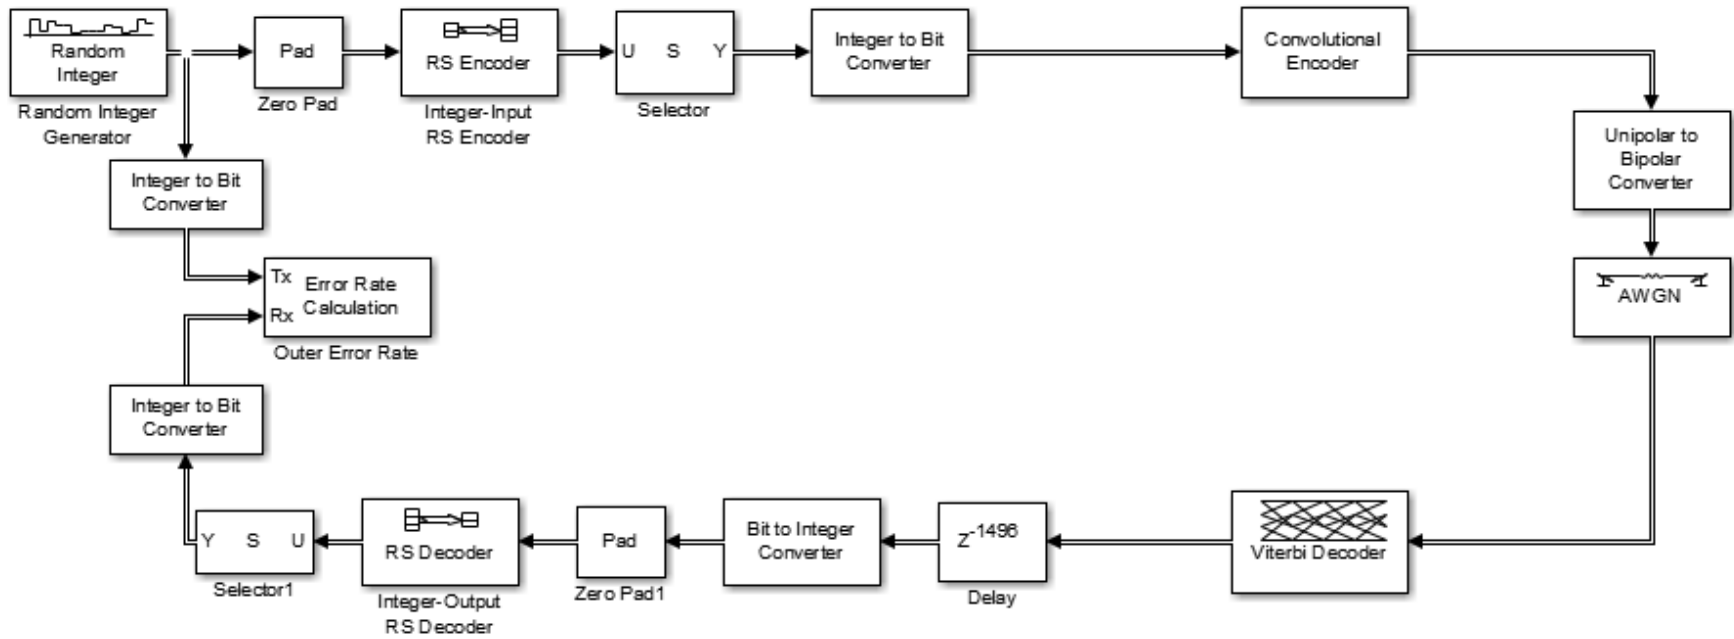 Random
Integer
Random Integer
Generator
Pad
Zero Pad
RS Encoder
Integer-Input
RS Encoder
U S Y
Selector
Integer to Bit
Converter
Convolutional
Encoder
Unipolar to
Bipolar
Converter
AWGN
Integer to Bit
Converter
Tx
Rx
Error Rate
Calculation
Outer Error Rate
Integer to Bit
Converter
Y S U
Selector1
RS Decoder
Integer-Output
RS Decoder
Pad
Zero Pad1
Bit to Integer
Converter
Z-1496
Delay
Viterbi Decoder